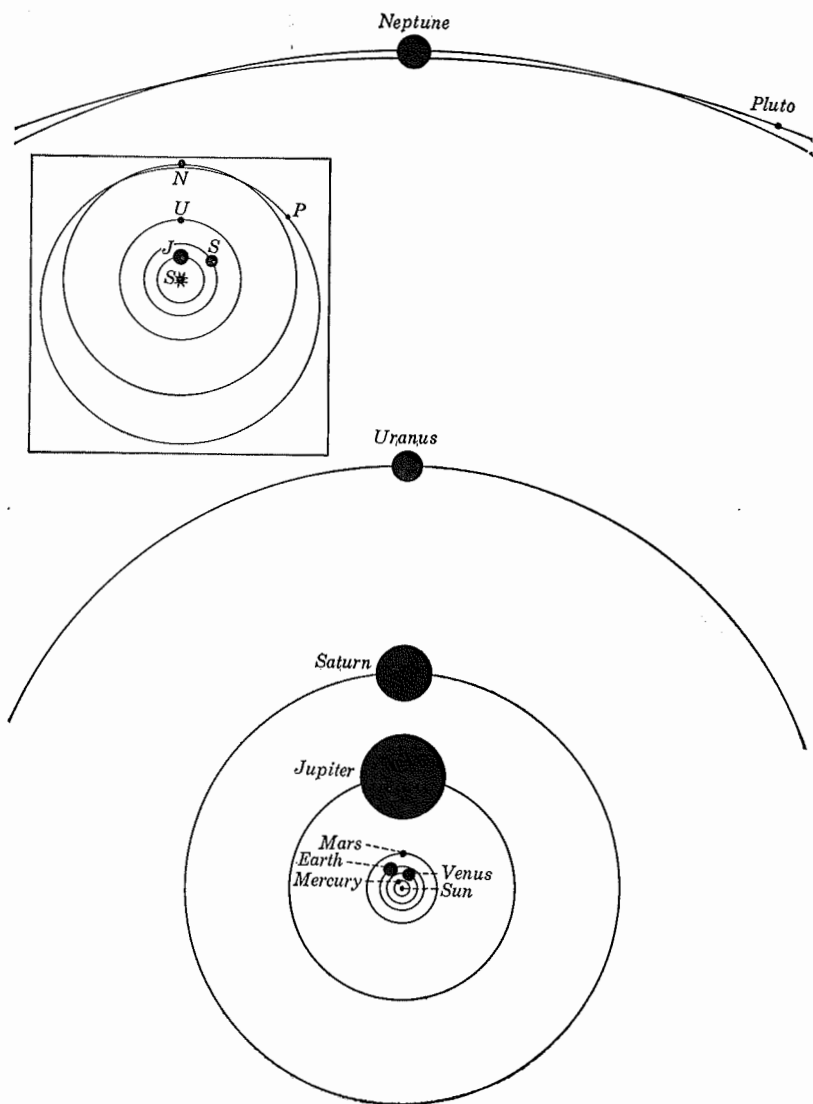 Neptune
Pluto
N
U
P
J
S
S
Uranus
Saturn
Jupiter
Mars
Earth
Venus
Mercury
Sun